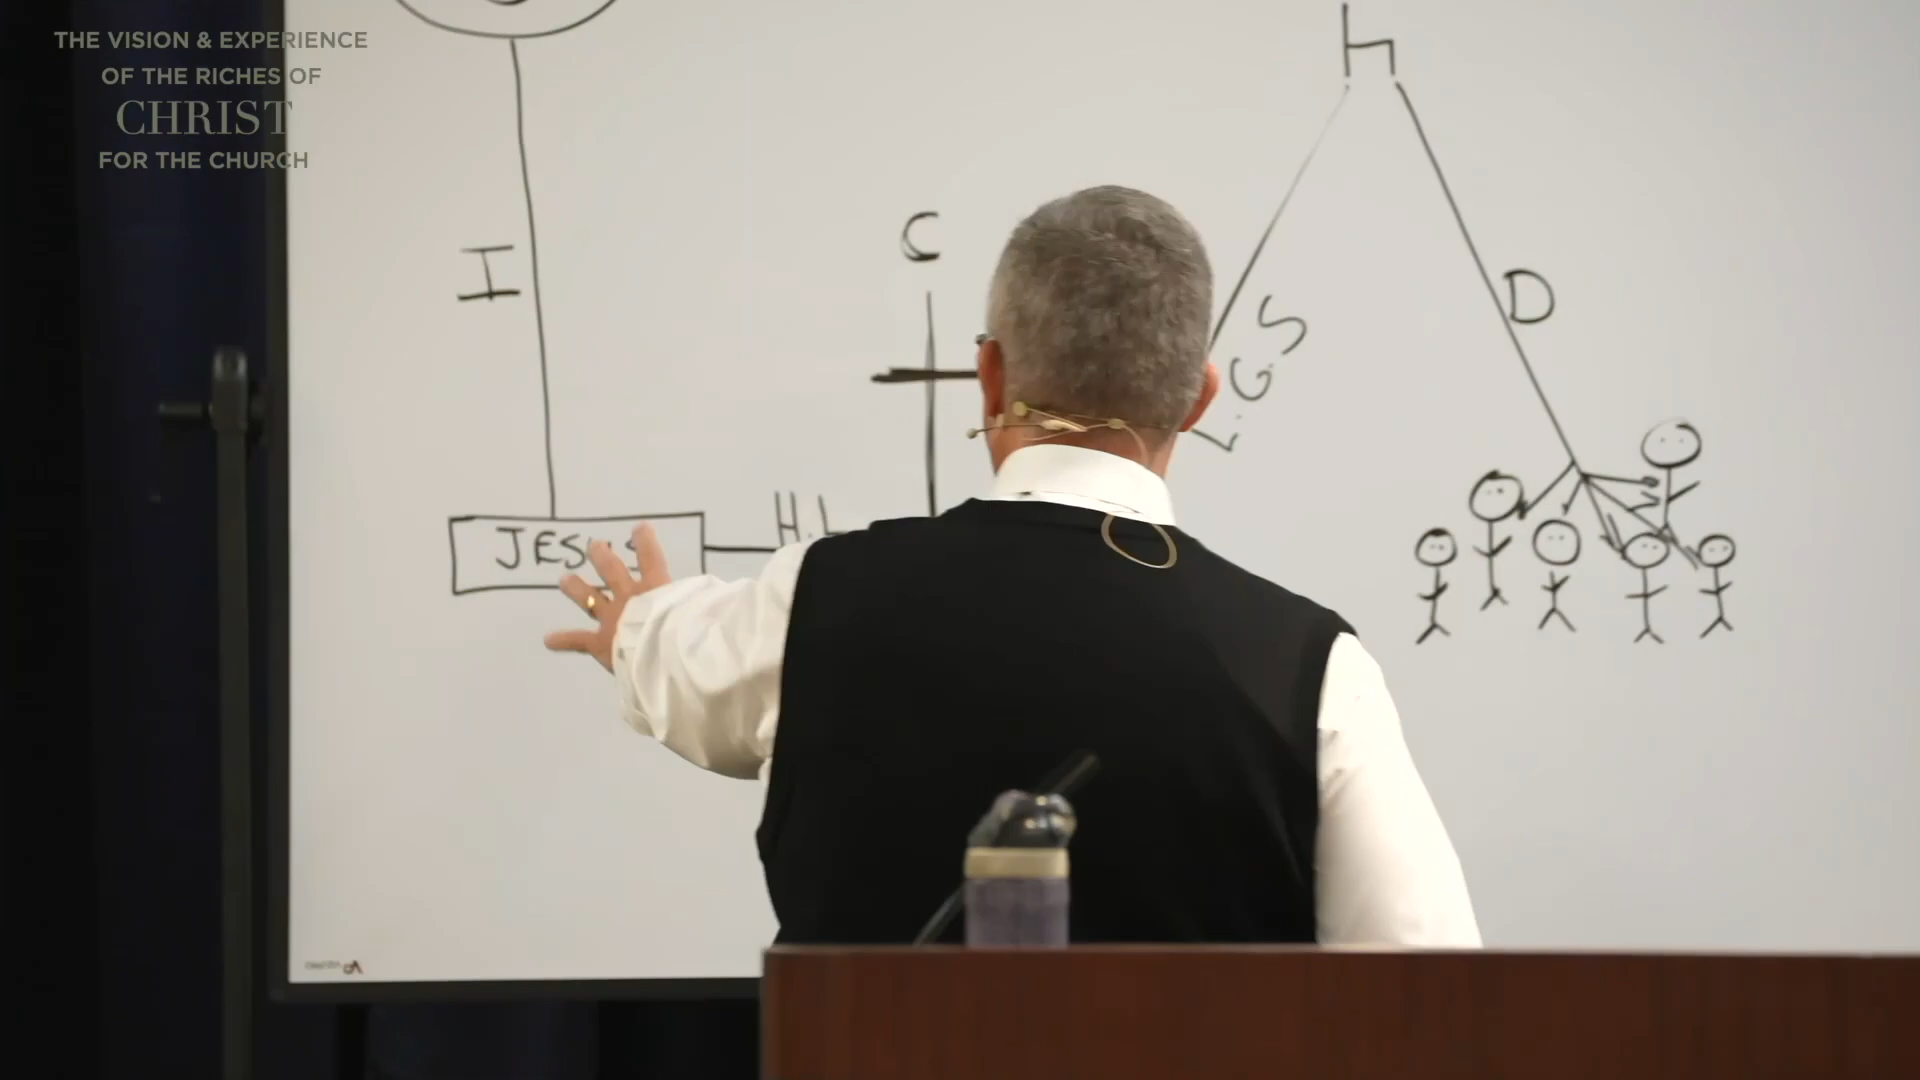 THE VISION & EXPERIENCE
OF THE RICHES OF
CHRIST
FOR THE CHURCH
I
C
D
L.G.S
H.L
JESUS